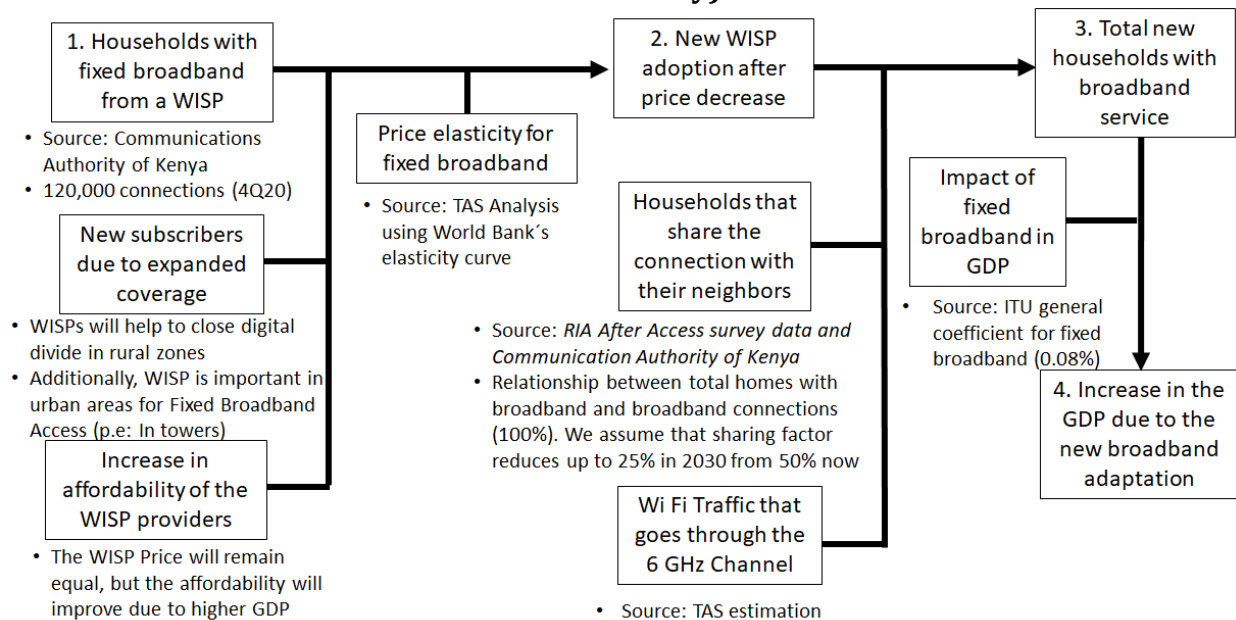 1. Households with
fixed broadband
from a WISP
• Source: Communications
Authority of Kenya
• 120,000 connections (4Q20)
New subscribers
due to expanded
coverage
• WISPs will help to close digital
divide in rural zones
• Additionally, WISP is important in
urban areas for Fixed Broadband
Access (p.e: In towers)
Increase in
affordability of the
WISP providers
• The WISP Price will remain
equal, but the affordability will
improve due to higher GDP
Price elasticity for
fixed broadband
• Source: TAS Analysis
using World Bank´s
elasticity curve
2. New WISP
adoption after
price decrease
Households that
share the
connection with
their neighbors
• Source: RIA After Access survey data and
Communication Authority of Kenya
• Relationship between total homes with
broadband and broadband connections
(100%). We assume that sharing factor
reduces up to 25% in 2030 from 50% now
Wi Fi Traffic that
goes through the
6 GHz Channel
• Source: TAS estimation
3. Total new
households with
broadband
service
Impact of
fixed
broadband in
GDP
• Source: ITU general
coefficient for fixed
broadband (0.08%)
4. Increase in the
GDP due to the
new broadband
adaptation